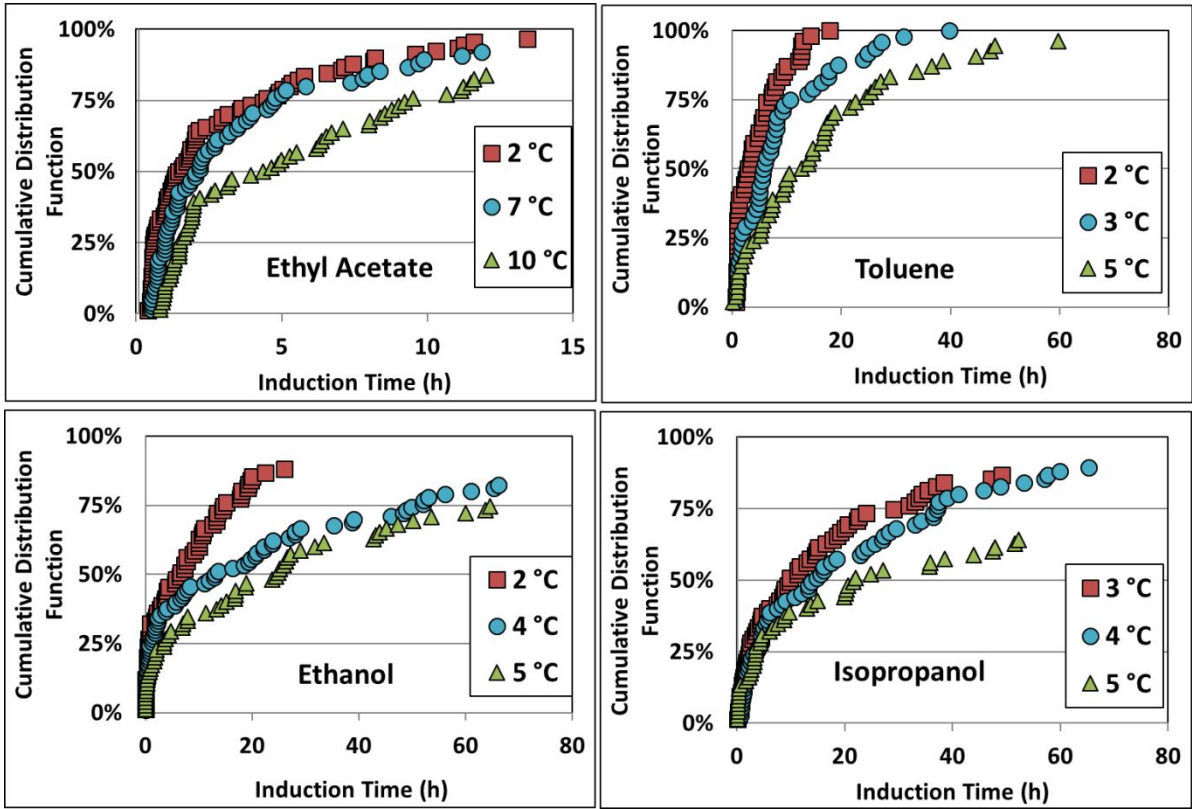 Cumulative Distribution
Function
100%
75%
50%
25%
0%
2 °C
7 °C
10 °C
Ethyl Acetate
0
5
10
15
Induction Time (h)
Cumulative Distribution
Function
100%
75%
50%
25%
0%
2 °C
3 °C
5 °C
Toluene
0
20
40
60
80
Induction Time (h)
Cumulative Distribution
Function
100%
75%
50%
25%
0%
2 °C
4 °C
5 °C
Ethanol
0
20
40
60
80
Induction Time (h)
Cumulative Distribution
Function
100%
75%
50%
25%
0%
3 °C
4 °C
5 °C
Isopropanol
0
20
40
60
80
Induction Time (h)